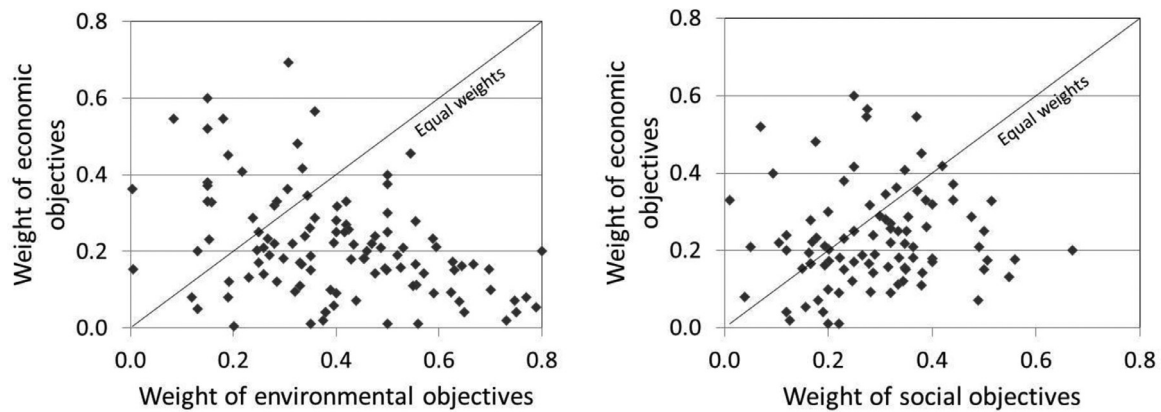 Weight of economic
objectives
0.8
0.6
0.4
0.2
0.0
Equal weights
0.0 0.2 0.4 0.6 0.8
Weight of environmental objectives
Weight of economic
objectives
0.8
0.6
0.4
0.2
0.0
Equal weights
0.0 0.2 0.4 0.6 0.8
Weight of social objectives